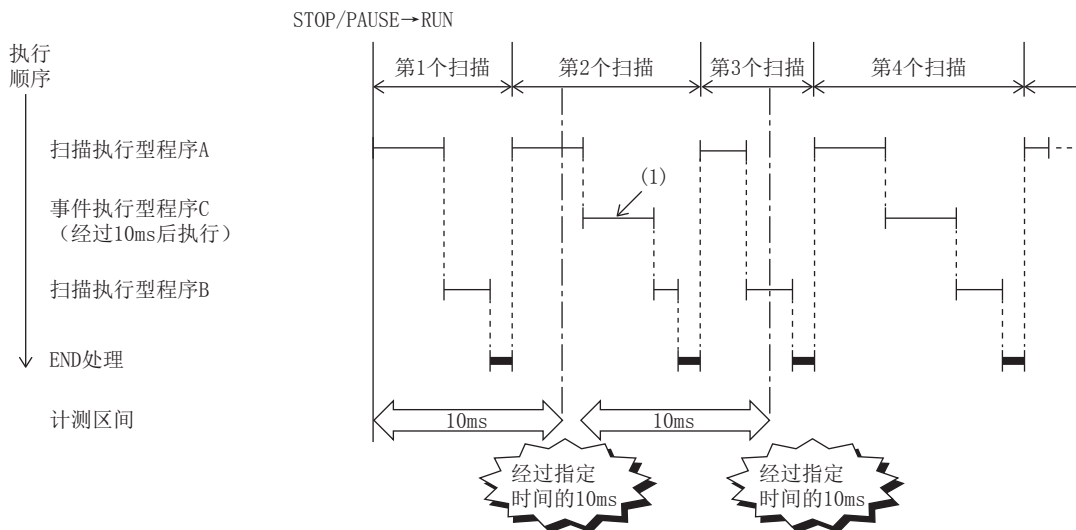 STOP/PAUSE→RUN
执行
顺序
第1个扫描
第2个扫描
第3个扫描
第4个扫描
扫描执行型程序A
(1)
事件执行型程序C
（经过10ms后执行）
扫描执行型程序B
END处理
计测区间
10ms
10ms
经过指定
时间的10ms
经过指定
时间的10ms